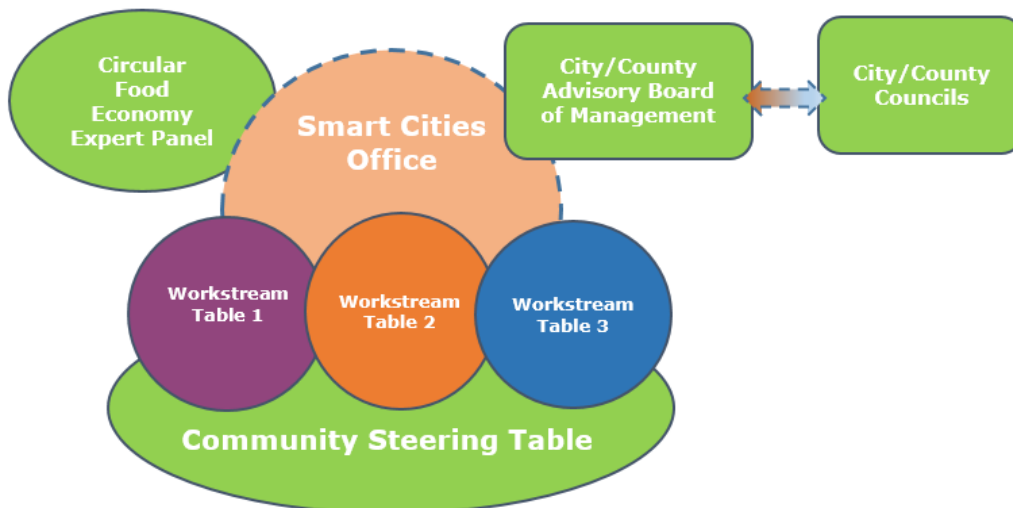 Circular
Food
Economy
Expert Panel
Smart Cities
Office
City/County
Advisory Board
of Management
City/County
Councils
Workstream
Table 1
Workstream
Table 2
Workstream
Table 3
Community Steering Table